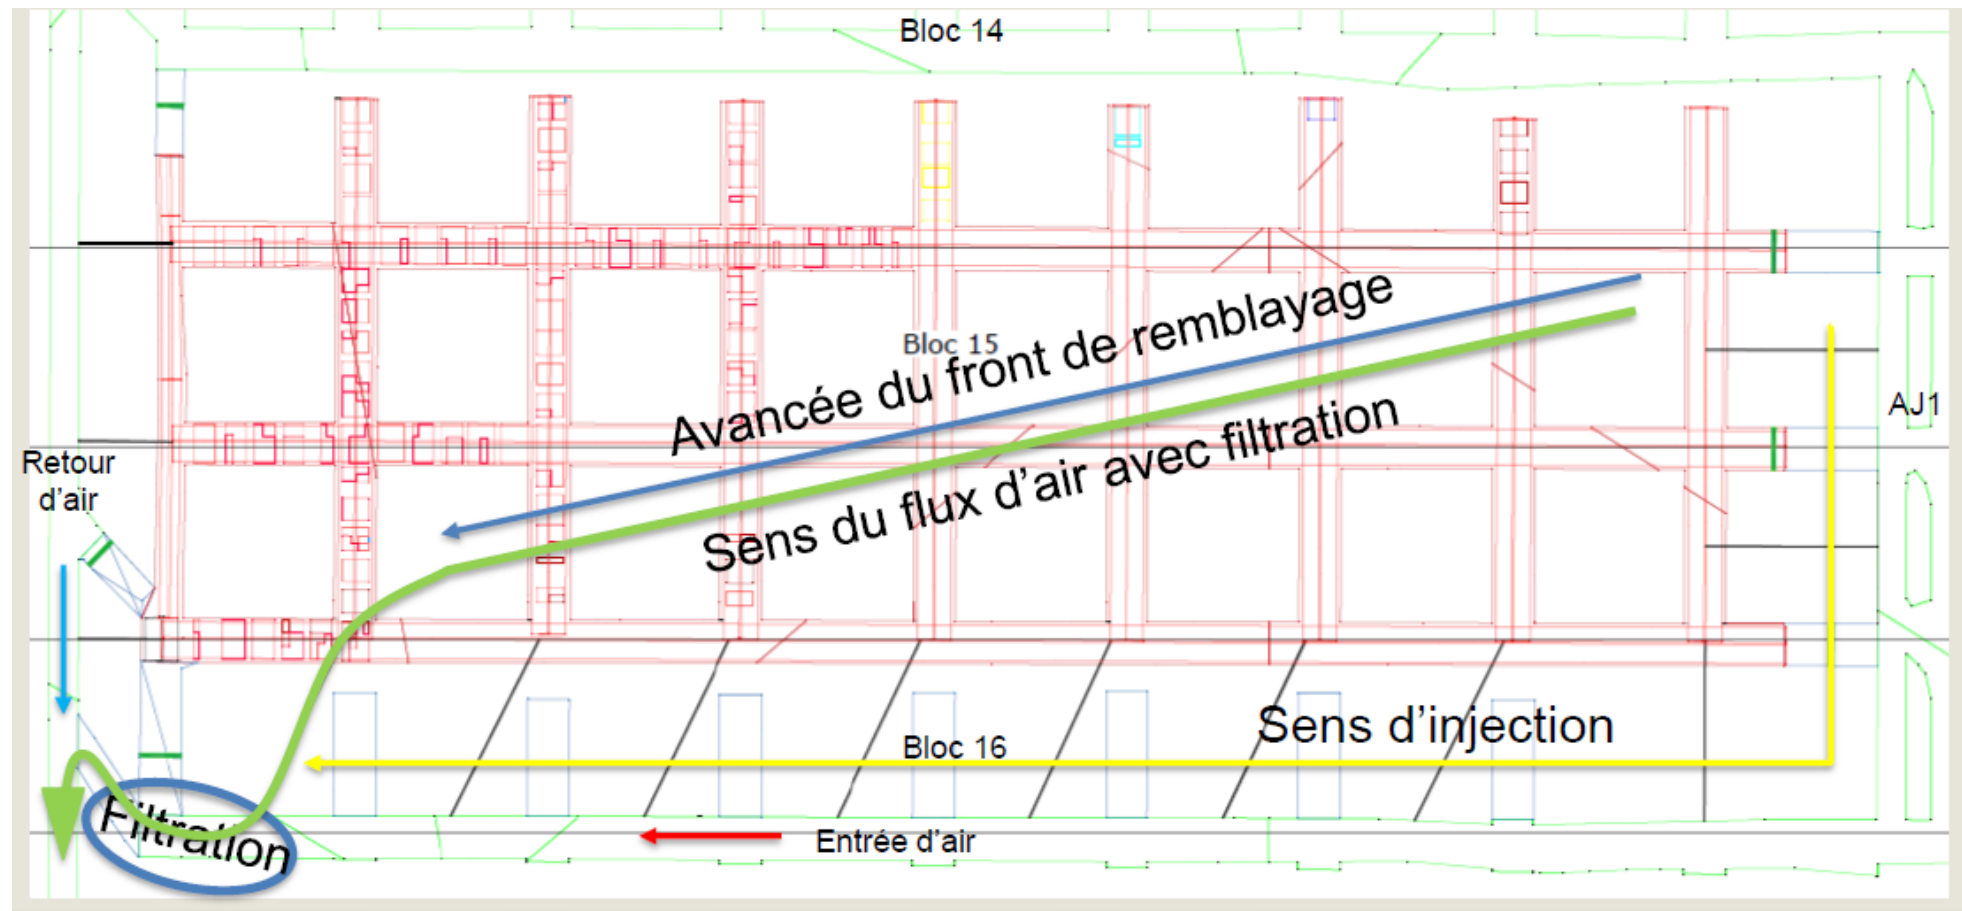 Bloc 14
Avancée du front de remblayage
Bloc 15
Sens du flux d'air avec filtration
AJ1
Retour
d'air
Sens d'injection
Bloc 16
Entrée d'air
Filtration